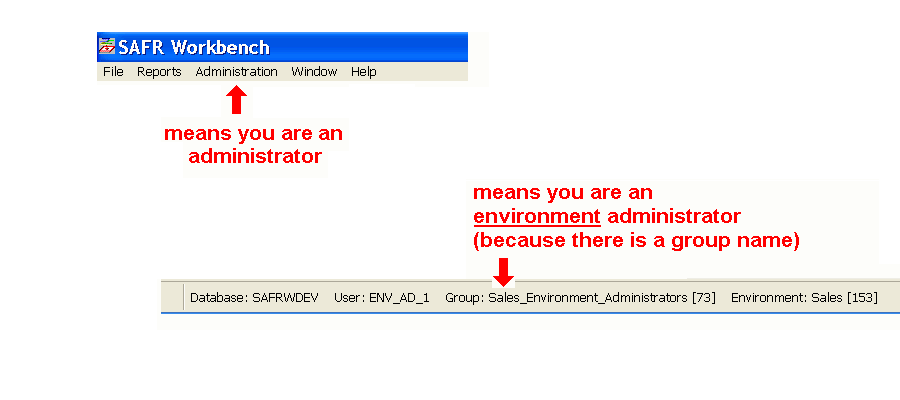 SAFR Workbench
File Reports Administration Window Help
means you are an
administrator
means you are an
environment administrator
(because there is a group name)
Database: SAFRWDEV User: ENV_AD_1 Group: Sales_Environment_Administrators [73] Environment: Sales [153]